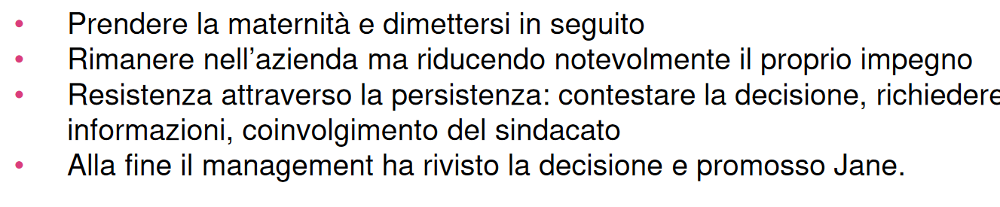 • Prendere la maternità e dimettersi in seguito
• Rimanere nell’azienda ma riducendo notevolmente il proprio impegno
• Resistenza attraverso la persistenza: contestare la decisione, richiedere
informazioni, coinvolgimento del sindacato
• Alla fine il management ha rivisto la decisione e promosso Jane.